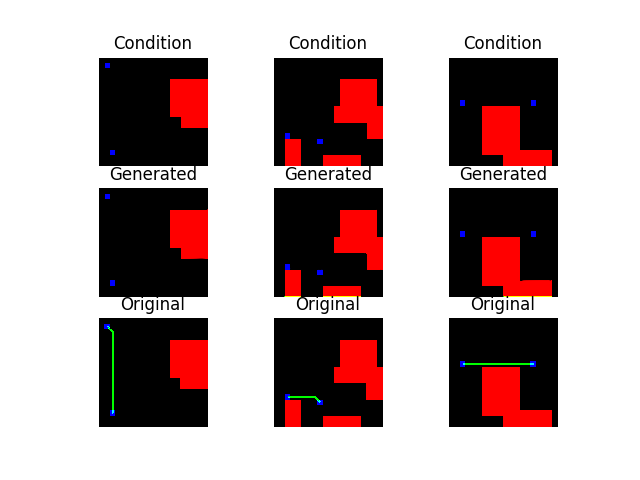 Condition Condition Condition
Generated Generated Generated
Original Original Original